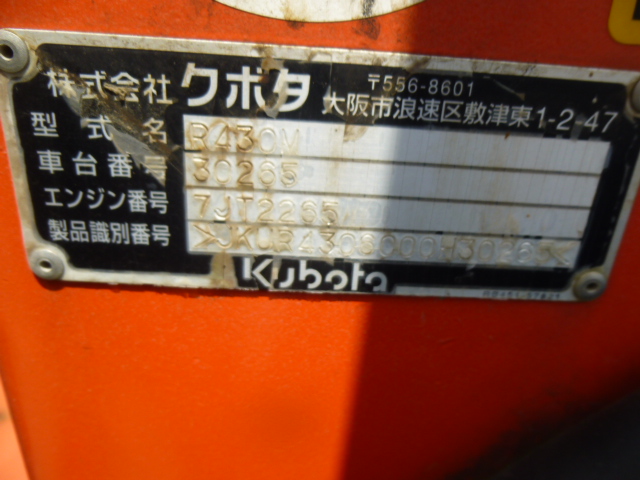 株式会社クボタ 〒556-8601
大阪市浪速区敷津東1-2-47
型式名 R430M
車台番号 30265
エンジン番号 7JT2265
製品識別番号 >JKUR430S000H30265<
Kubota